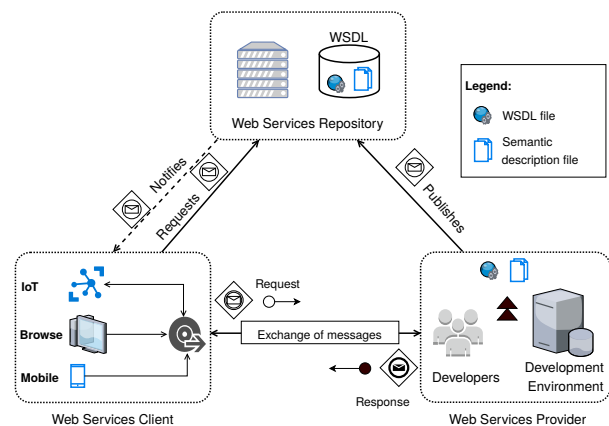 WSDL
Web Services Repository
Legend:
WSDL file
Semantic
description file
Notifies
Requests
Publishes
IoT
Browse
Mobile
Request
Exchange of messages
Response
Developers
Development
Environment
Web Services Client
Web Services Provider